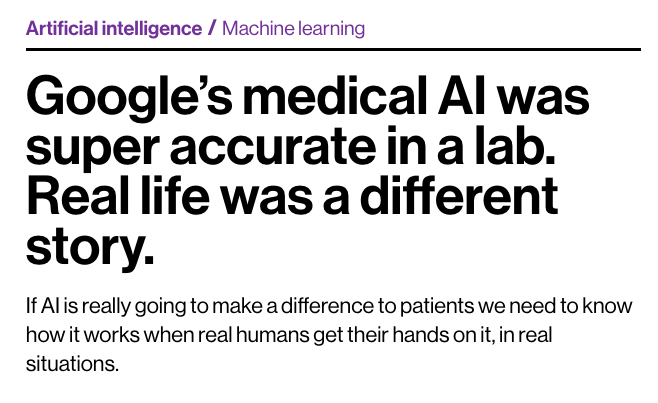 Artificial intelligence / Machine learning
Google’s medical AI was
super accurate in a lab.
Real life was a different
story.
If AI is really going to make a difference to patients we need to know
how it works when real humans get their hands on it, in real
situations.